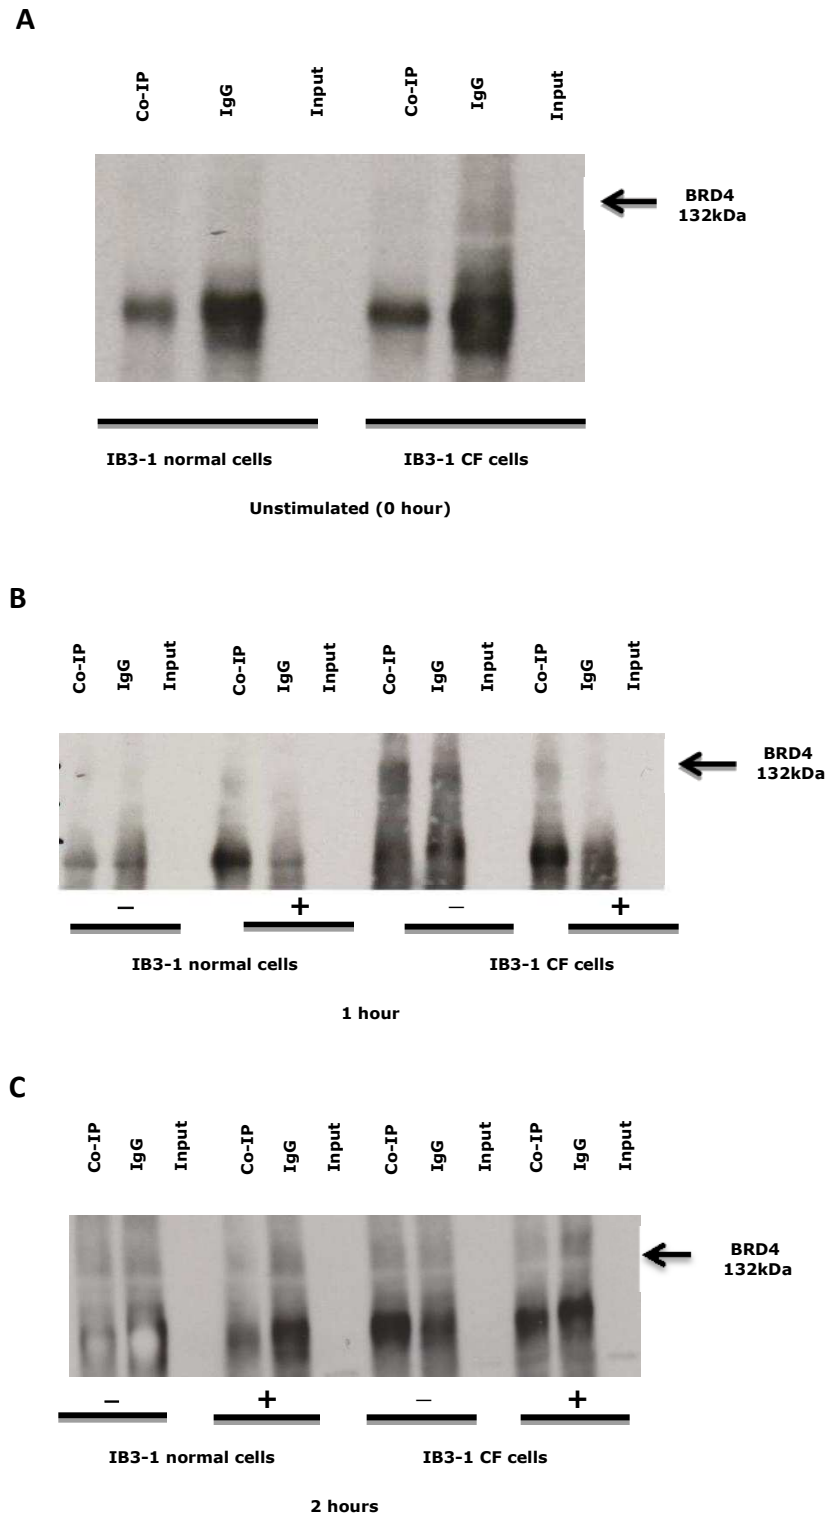 A
Co-IP IgG Input Co-IP IgG Input
BRD4
132kDa
IB3-1 normal cells IB3-1 CF cells
Unstimulated (0 hour)
B
Co-IP IgG Input Co-IP IgG Input Co-IP IgG Input Co-IP IgG Input
BRD4
132kDa
– + – +
IB3-1 normal cells IB3-1 CF cells
1 hour
C
Co-IP IgG Input Co-IP IgG Input Co-IP IgG Input Co-IP IgG Input
BRD4
132kDa
– + – +
IB3-1 normal cells IB3-1 CF cells
2 hours